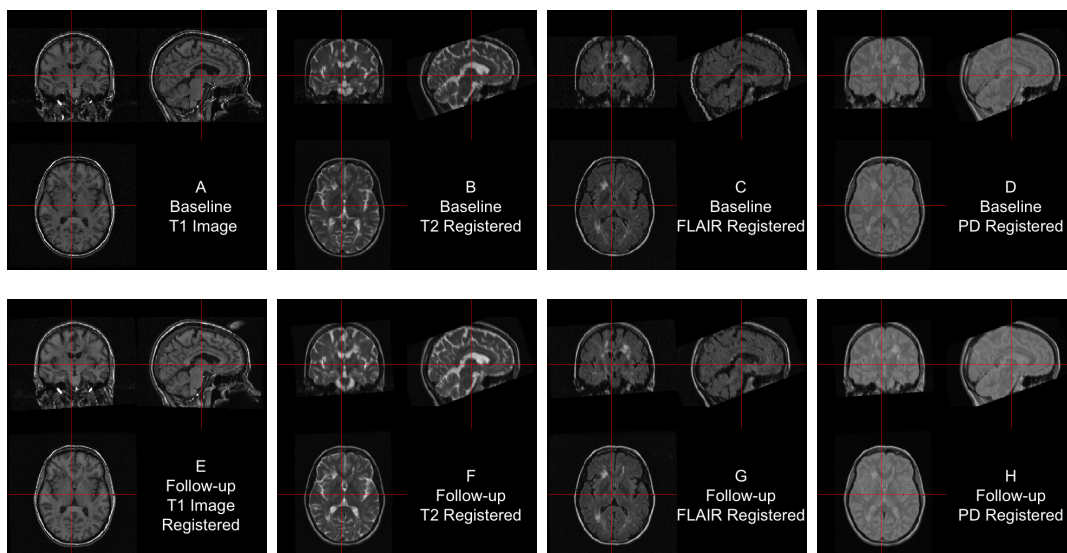 A
Baseline
T1 Image
B
Baseline
T2 Registered
C
Baseline
FLAIR Registered
D
Baseline
PD Registered
E
Follow-up
T1 Image
Registered
F
Follow-up
T2 Registered
G
Follow-up
FLAIR Registered
H
Follow-up
PD Registered